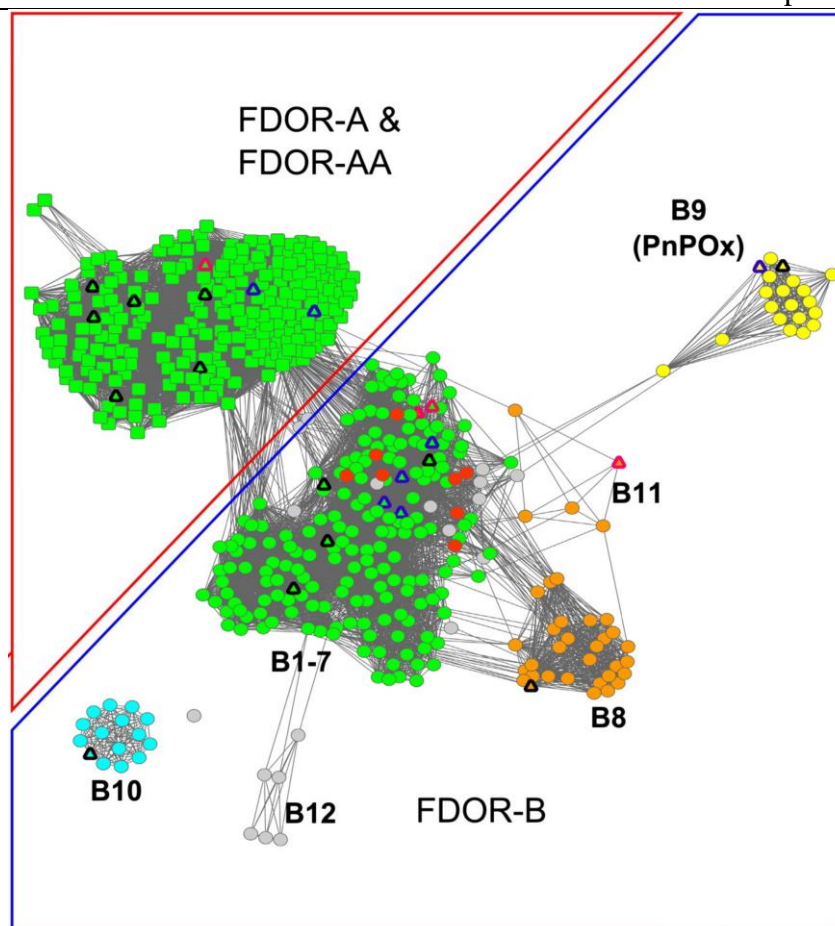 FDOR-A &
FDOR-AA
B9
(PnPOx)
B11
B1-7
B8
B10
B12
FDOR-B